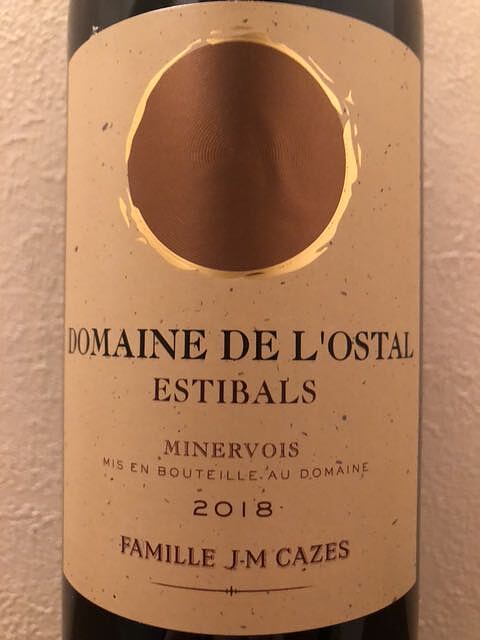 DOMAINE DE L'OSTAL
ESTIBALS
MINERVOIS
MIS EN BOUTEILLE AU DOMAINE
2018
FAMILLE J-M CAZES